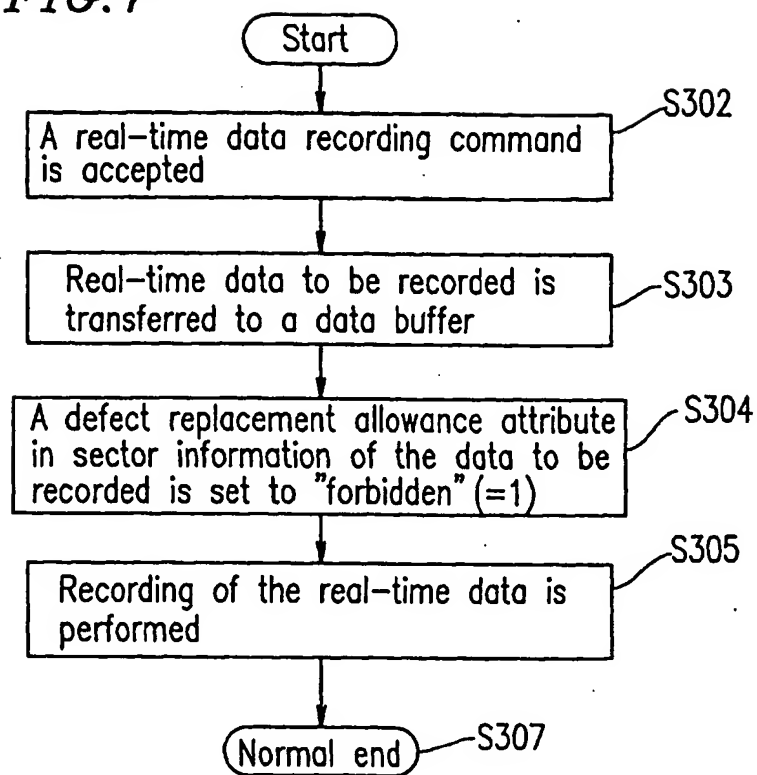 FIG. 7
Start
S302
A real-time data recording command
is accepted
S303
Real-time data to be recorded is
transferred to a data buffer
S304
A defect replacement allowance attribute
in sector information of the data to be
recorded is set to "forbidden" (=1)
S305
Recording of the real-time data is
performed
S307
Normal end